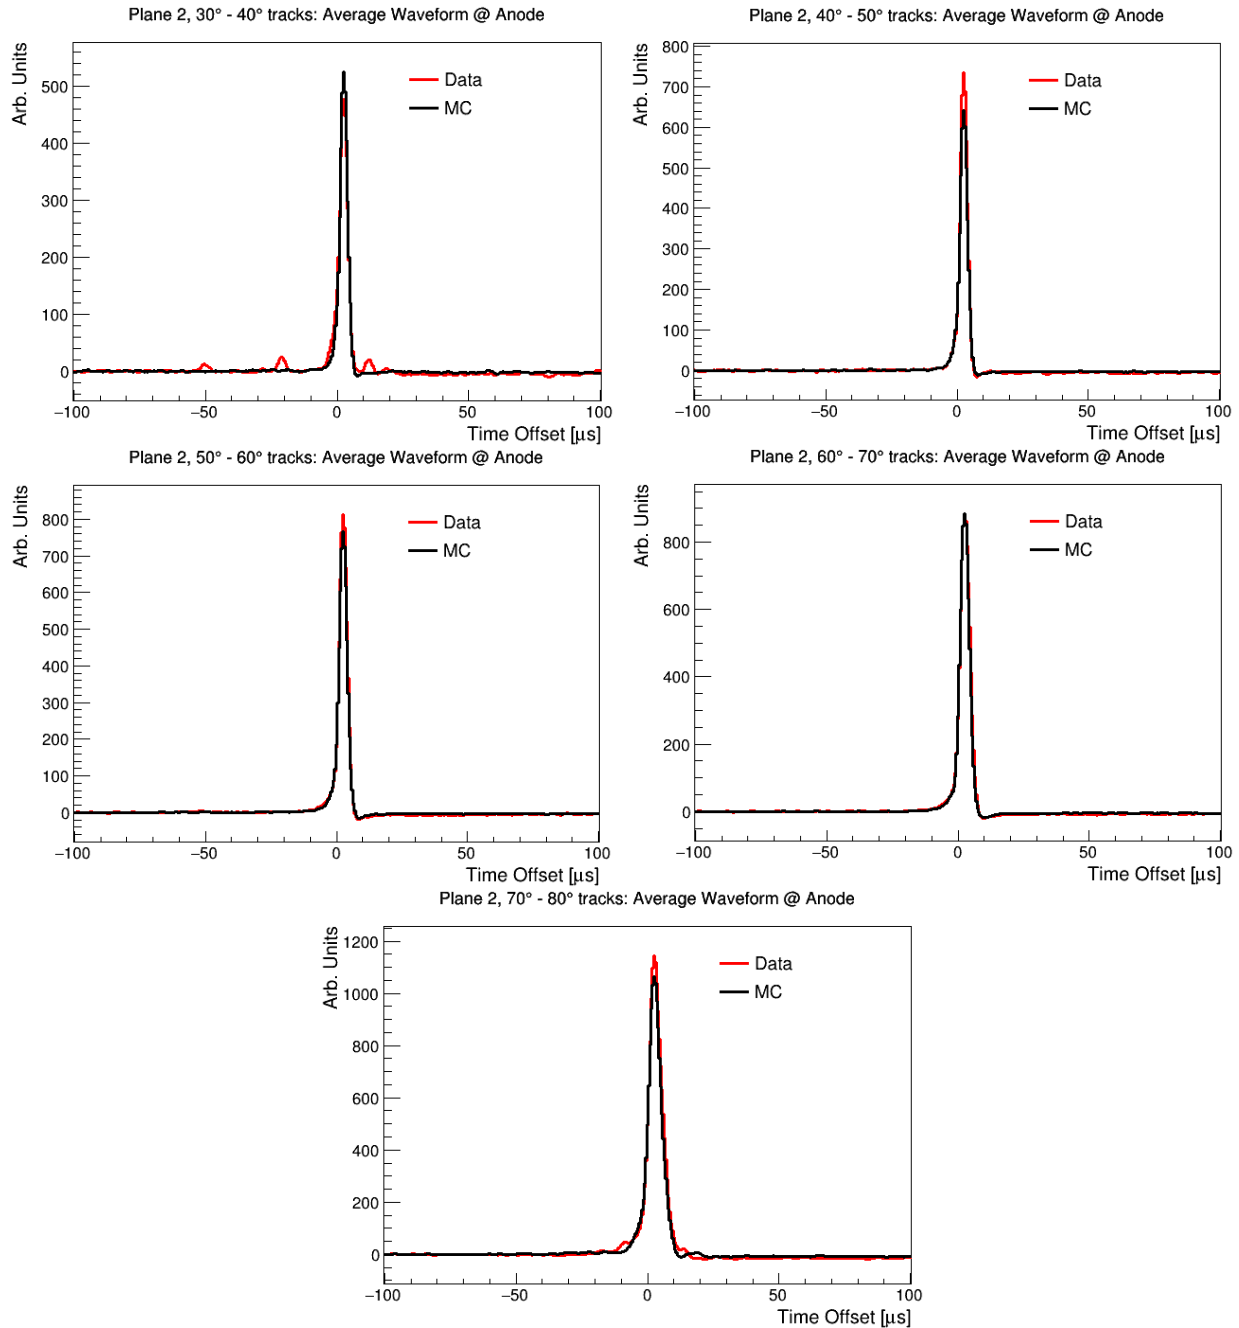 Plane 2, 30° - 40° tracks: Average Waveform @ Anode
Arb. Units
500
400
300
200
100
0
Data
MC
−100
−50
0
50
100
Time Offset [μs]
Plane 2, 40° - 50° tracks: Average Waveform @ Anode
Arb. Units
800
700
600
500
400
300
200
100
0
Data
MC
−100
−50
0
50
100
Time Offset [μs]
Plane 2, 50° - 60° tracks: Average Waveform @ Anode
Arb. Units
800
700
600
500
400
300
200
100
0
Data
MC
−100
−50
0
50
100
Time Offset [μs]
Plane 2, 60° - 70° tracks: Average Waveform @ Anode
Arb. Units
800
600
400
200
0
Data
MC
−100
−50
0
50
100
Time Offset [μs]
Plane 2, 70° - 80° tracks: Average Waveform @ Anode
Arb. Units
1200
1000
800
600
400
200
0
Data
MC
−100
−50
0
50
100
Time Offset [μs]